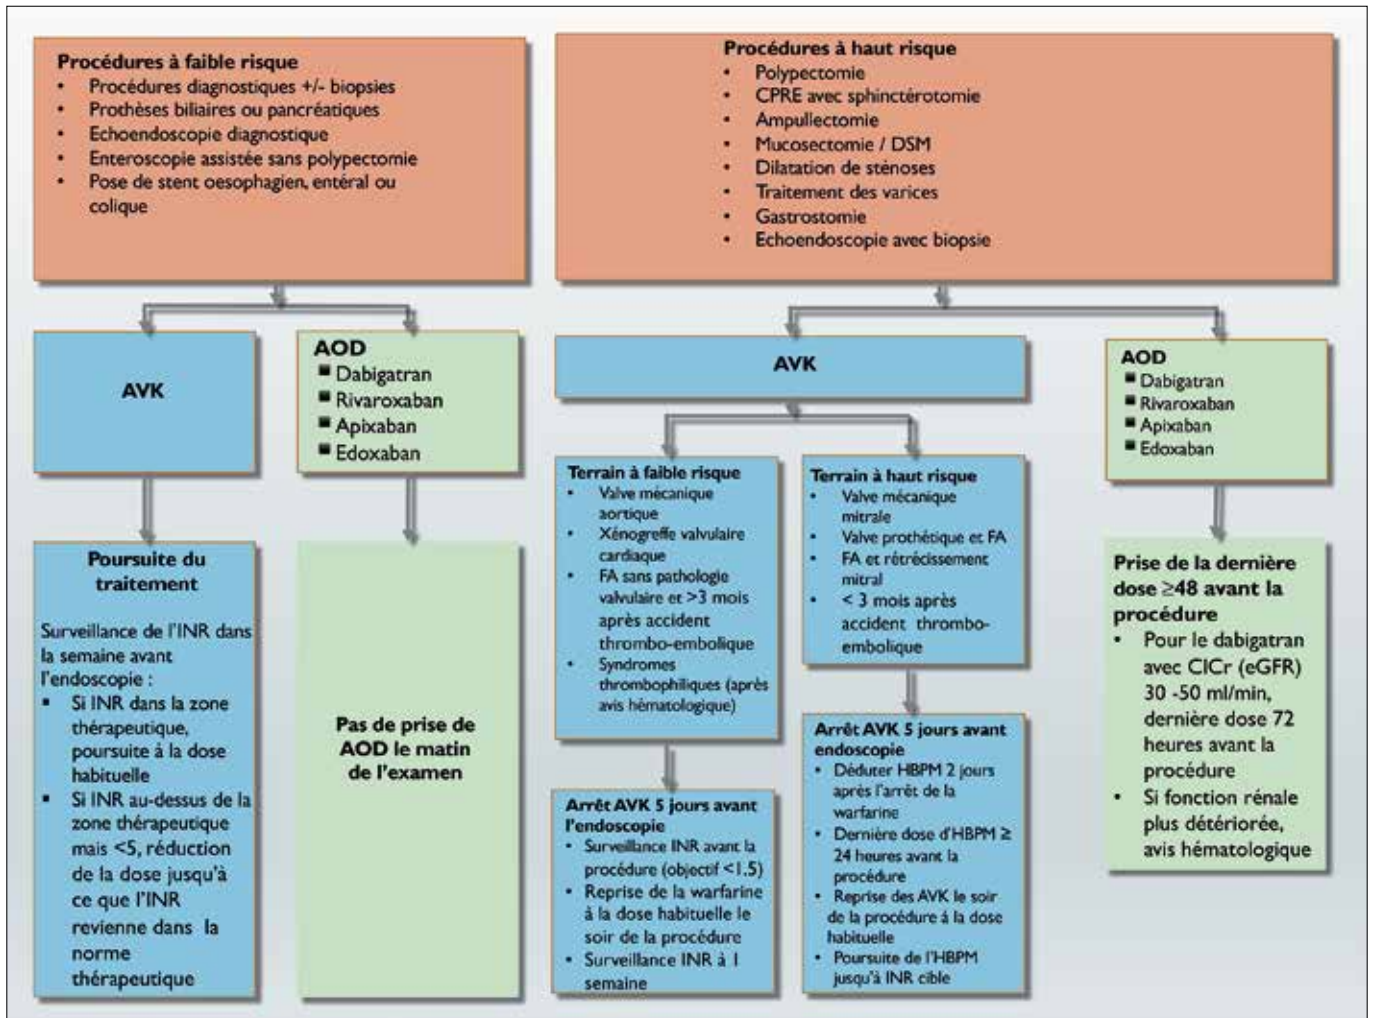 Procédures à faible risque
• Procédures diagnostiques +/- biopsies
• Prothèses biliaires ou pancréatiques
• Echoendoscopie diagnostique
• Enteroscopie assistée sans polypectomie
• Pose de stent oesophagien, entéral ou
colique
Procédures à haut risque
• Polypectomie
• CPRE avec sphinctérotomie
• Ampullectomie
• Mucosectomie / DSM
• Dilatation de sténoses
• Traitement des varices
• Gastrostomie
• Echoendoscopie avec biopsie
AVK
AOD
▪ Dabigatran
▪ Rivaroxaban
▪ Apixaban
▪ Edoxaban
AVK
AOD
▪ Dabigatran
▪ Rivaroxaban
▪ Apixaban
▪ Edoxaban
Poursuite du
traitement
Surveillance de l'INR dans
la semaine avant
l'endoscopie :
▪ Si INR dans la zone
thérapeutique,
poursuite à la dose
habituelle
▪ Si INR au-dessus de la
zone thérapeutique
mais <5, réduction
de la dose jusqu'à
ce que l'INR
revienne dans la
norme
thérapeutique
Pas de prise de
AOD le matin
de l'examen
Terrain à faible risque
• Valve mécanique
aortique
• Xénogreffe valvulaire
cardiaque
• FA sans pathologie
valvulaire et >3 mois
après accident
thrombo-embolique
• Syndromes
thrombophiliques (après
avis hématologique)
Arrêt AVK 5 jours avant
l'endoscopie
• Surveillance INR avant la
procédure (objectif <1.5)
• Reprise de la warfarine
à la dose habituelle le
soir de la procédure
• Surveillance INR à 1
semaine
Terrain à haut risque
• Valve mécanique
mitrale
• Valve prothétique et FA
• FA et rétrécissement
mitral
• < 3 mois après
accident thrombo-
embolique
Arrêt AVK 5 jours avant
endoscopie
• Déduter HBPM 2 jours
après l'arrêt de la
warfarine
• Dernière dose d'HBPM ≥
24 heures avant la
procédure
• Reprise des AVK le soir
de la procédure à la dose
habituelle
• Poursuite de l'HBPM
jusqu'à INR cible
Prise de la dernière
dose ≥48 avant la
procédure
• Pour le dabigatran
avec ClCr (eGFR)
30 -50 ml/min,
dernière dose 72
heures avant la
procédure
• Si fonction rénale
plus détériorée,
avis hématologique